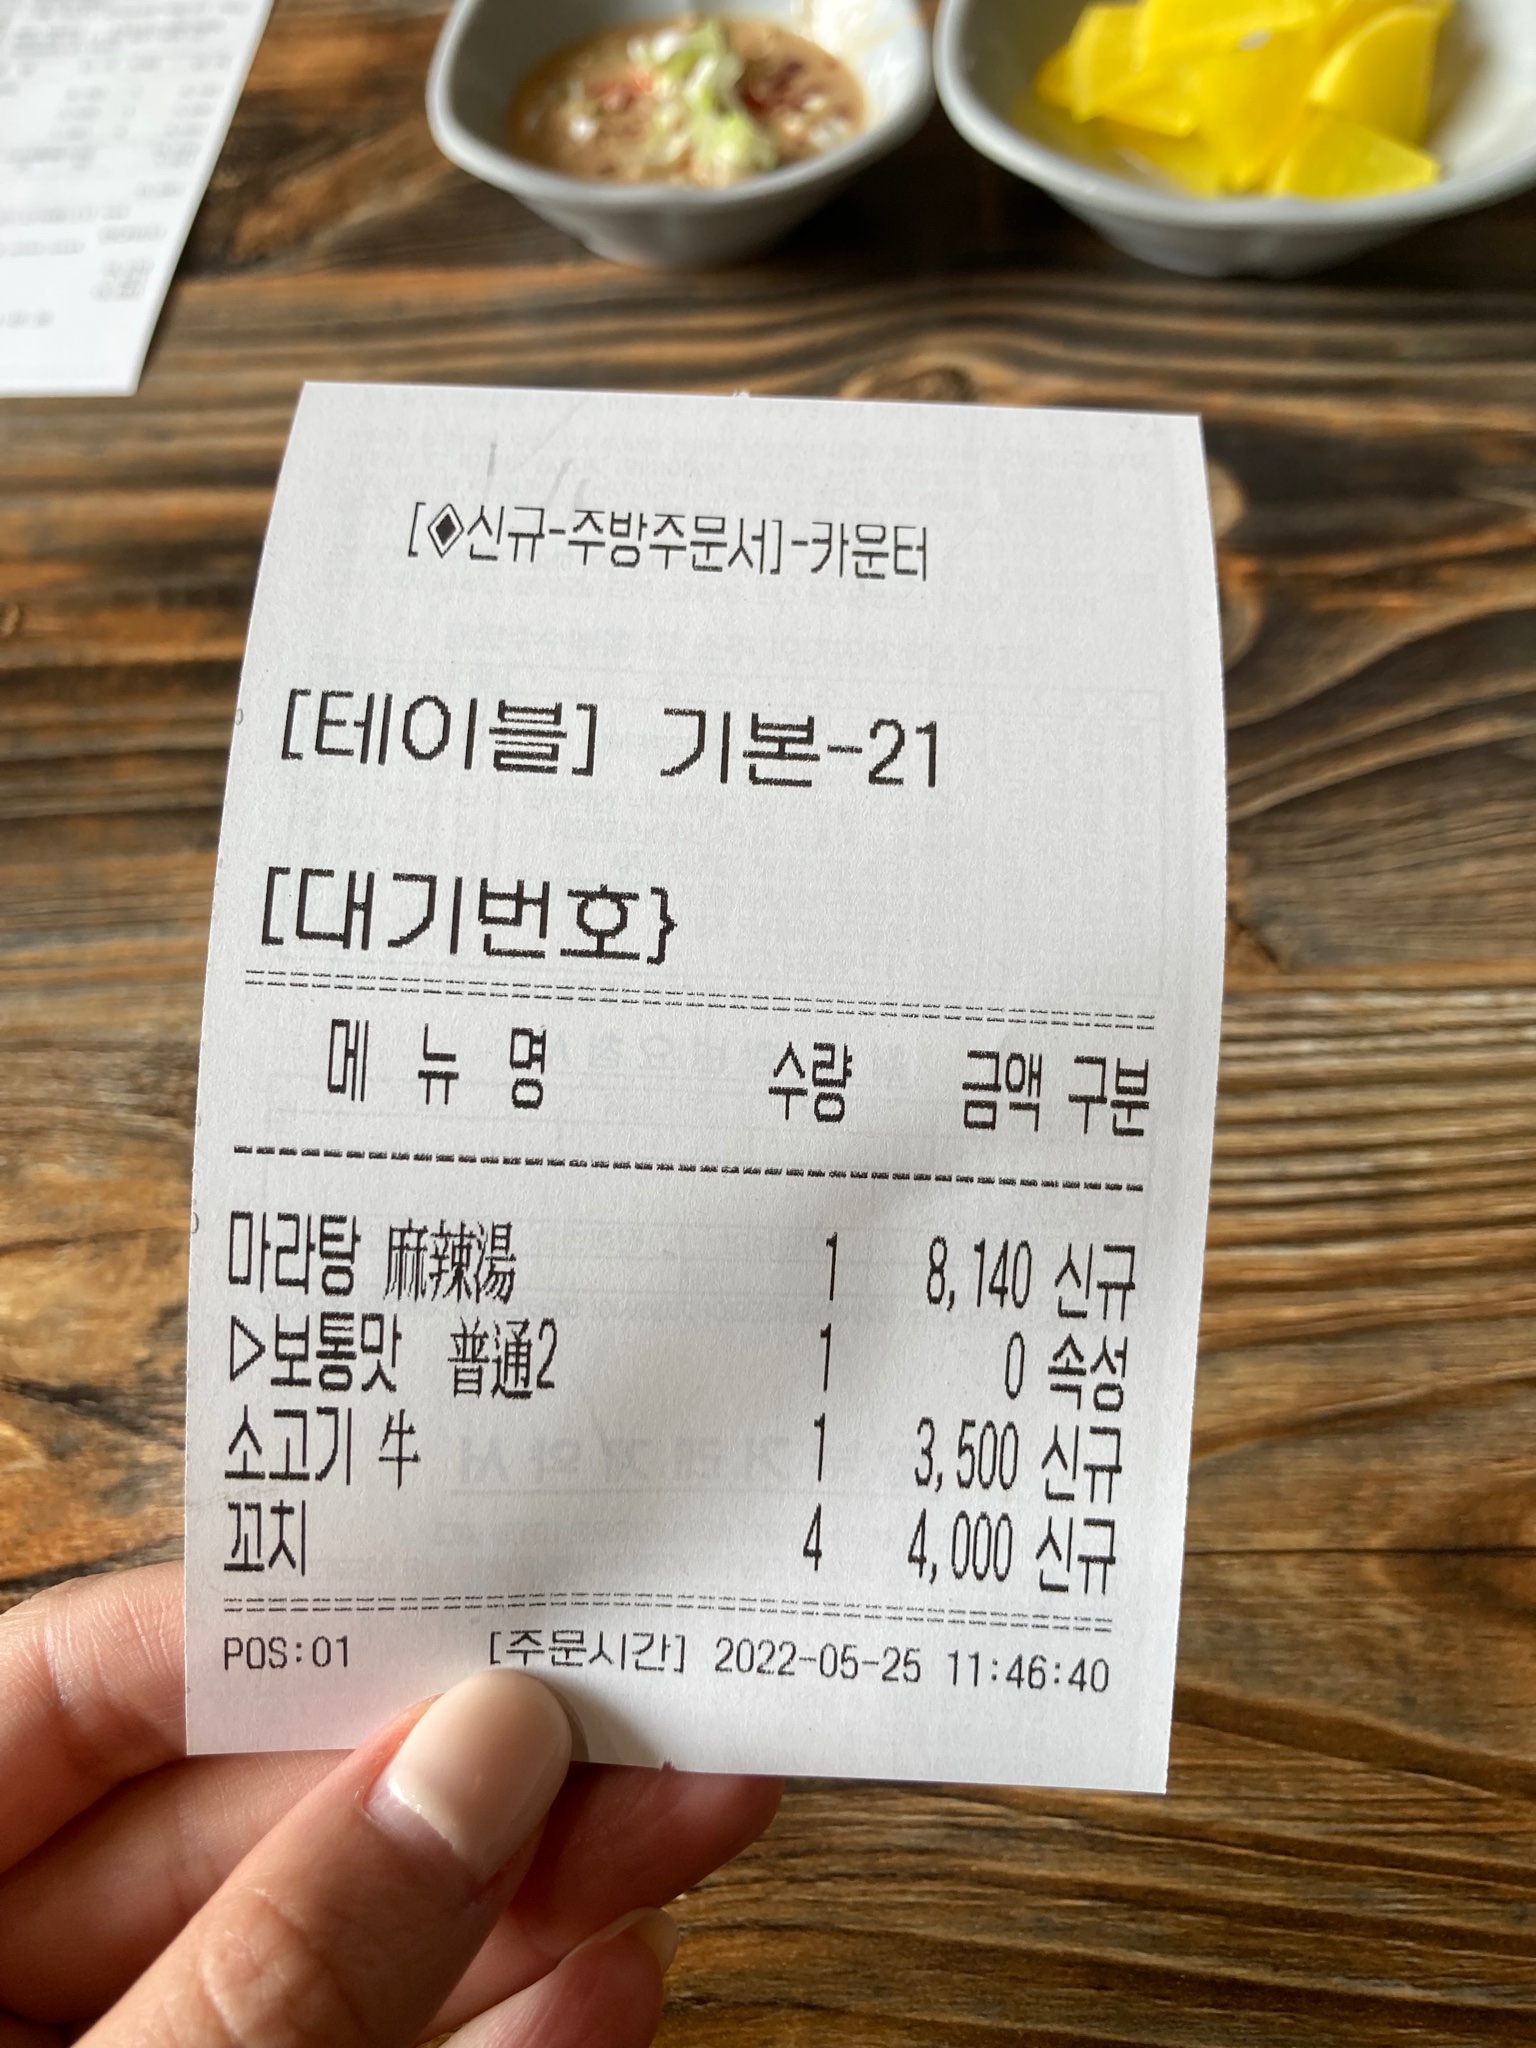 [◈신규-주방주문서]-카운터
[테이블] 기본-21
[대기번호}
메 뉴 명 수량 금액 구분
마라탕 麻辣湯 1 8,140 신규
▷보통맛 普通2 1 0 속성
소고기 牛 1 3,500 신규
꼬치 4 4,000 신규
POS:01 [주문시간] 2022-05-25 11:46:40